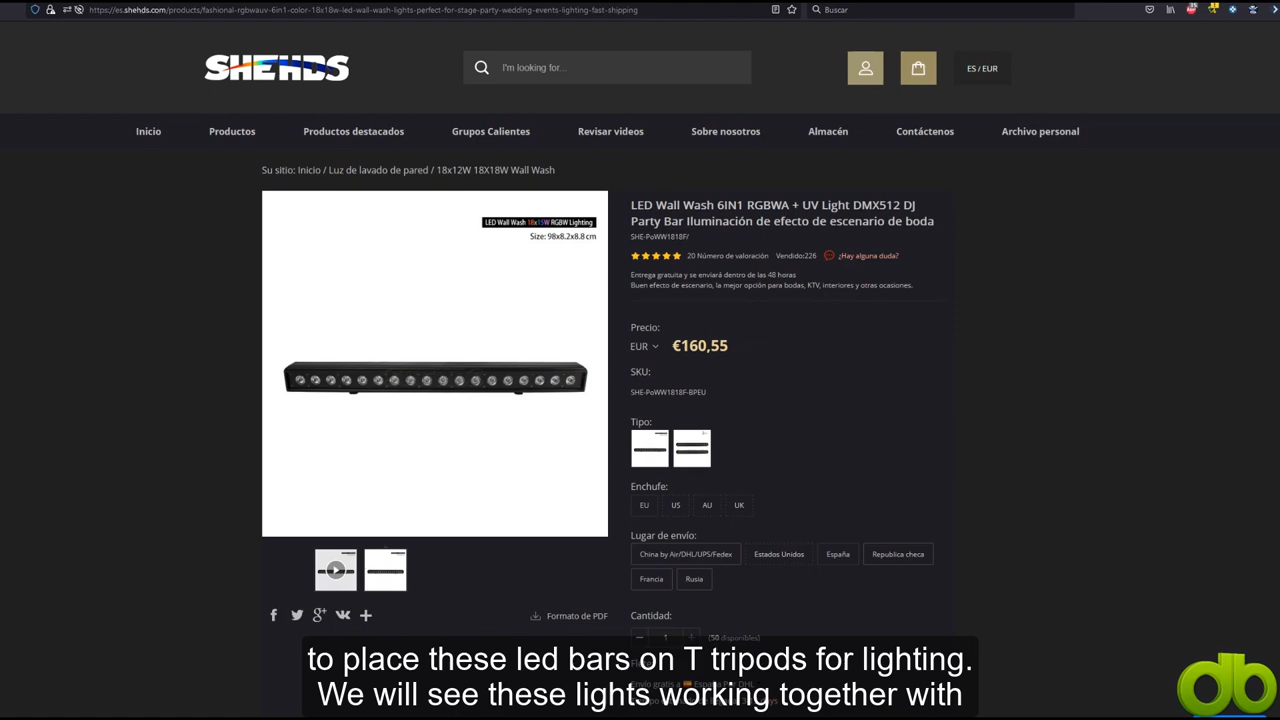 https://es.shehds.com/products/fashional-rgbwauv-6in1-color-18x18w-led-wall-wash-lights-perfect-for-stage-party-wedding-events-lighting-fast-shipping
Buscar
SHEHDS
I'm looking for...
ES / EUR
Inicio
Productos
Productos destacados
Grupos Calientes
Revisar videos
Sobre nosotros
Almacén
Contáctenos
Archivo personal
Su sitio: Inicio / Luz de lavado de pared / 18x12W 18X18W Wall Wash
LED Wall Wash 18x15W RGBW Lighting
Size: 98x8.2x8.8 cm
LED Wall Wash 6IN1 RGBWA + UV Light DMX512 DJ
Party Bar Iluminación de efecto de escenario de boda
SHE-PoWW1818F/
20 Número de valoración Vendido:226 ¿Hay alguna duda?
Entrega gratuita y se enviará dentro de las 48 horas
Buen efecto de escenario, la mejor opción para bodas, KTV, interiores y otras ocasiones.
Precio:
EUR €160,55
SKU:
SHE-PoWW1818F-BPEU
Tipo:
Enchufe:
EU US AU UK
Lugar de envío:
China by Air/DHL/UPS/Fedex Estados Unidos España Republica checa
Francia Rusia
Formato de PDF
Cantidad:
1 (50 disponibles)
to place these led bars on T tripods for lighting.
We will see these lights working together with
db